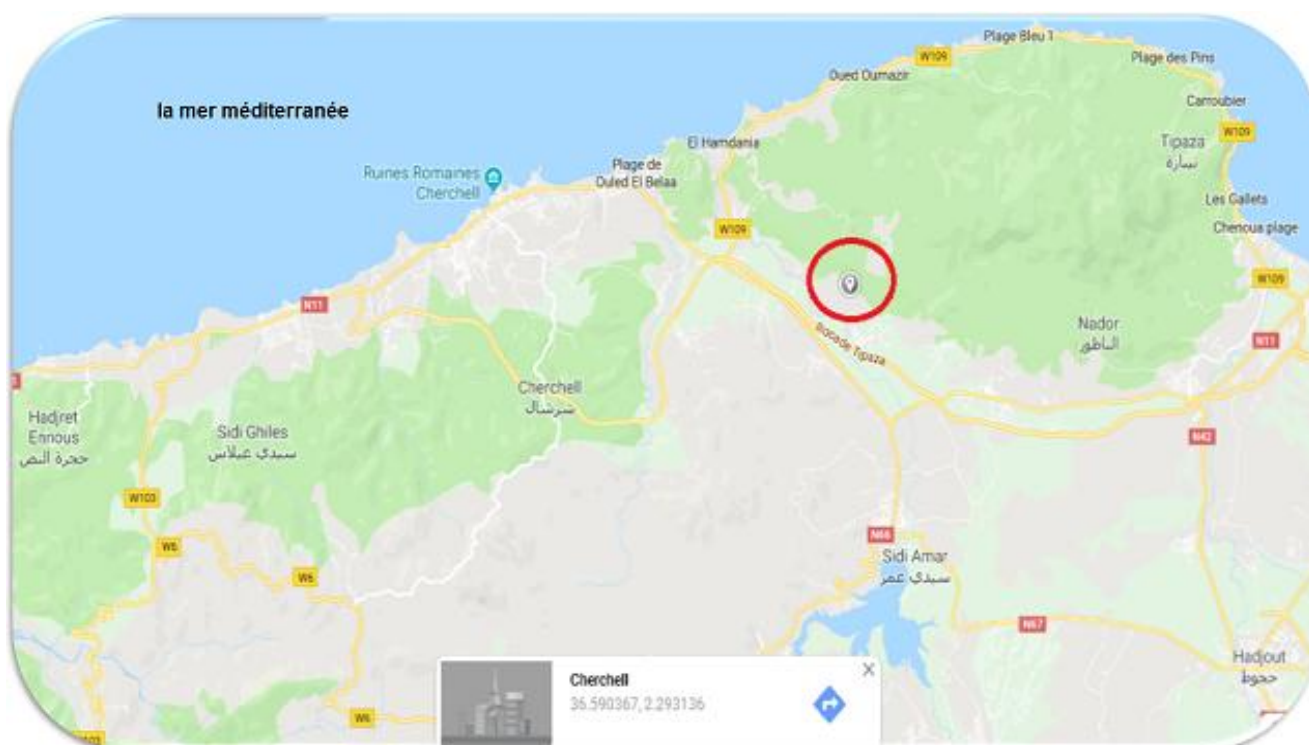 Plage Bleu 1
W109
Plage des Pins
Oued Oumazir
la mer méditerranée
Carroubier
El Hamdania
W109
Tipaza
تيبازة
Ruines Romaines
Cherchell
Plage de
Ouled El Belaa
Les Gallets
W109
Chenoua plage
W109
N11
Nador
الناظور
Rocade Tipaza
N11
Cherchell
شرشال
Hadjret
Ennous
حجرة النص
Sidi Ghiles
سيدي غيلاس
N42
W103
N66
W6
Sidi Amar
سيدي عمر
W6
N67
Hadjout
حجوط
Cherchell
36.590367, 2.293136
W6